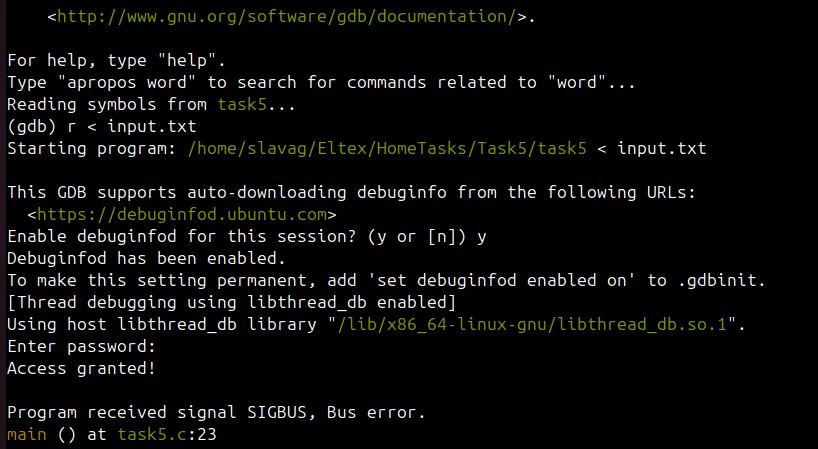 <http://www.gnu.org/software/gdb/documentation/>.
For help, type "help".
Type "apropos word" to search for commands related to "word"...
Reading symbols from task5...
(gdb) r < input.txt
Starting program: /home/slavag/Eltex/HomeTasks/Task5/task5 < input.txt
This GDB supports auto-downloading debuginfo from the following URLs:
<https://debuginfod.ubuntu.com>
Enable debuginfod for this session? (y or [n]) y
Debuginfod has been enabled.
To make this setting permanent, add 'set debuginfod enabled on' to .gdbinit.
[Thread debugging using libthread_db enabled]
Using host libthread_db library "/lib/x86_64-linux-gnu/libthread_db.so.1".
Enter password:
Access granted!
Program received signal SIGBUS, Bus error.
main () at task5.c:23